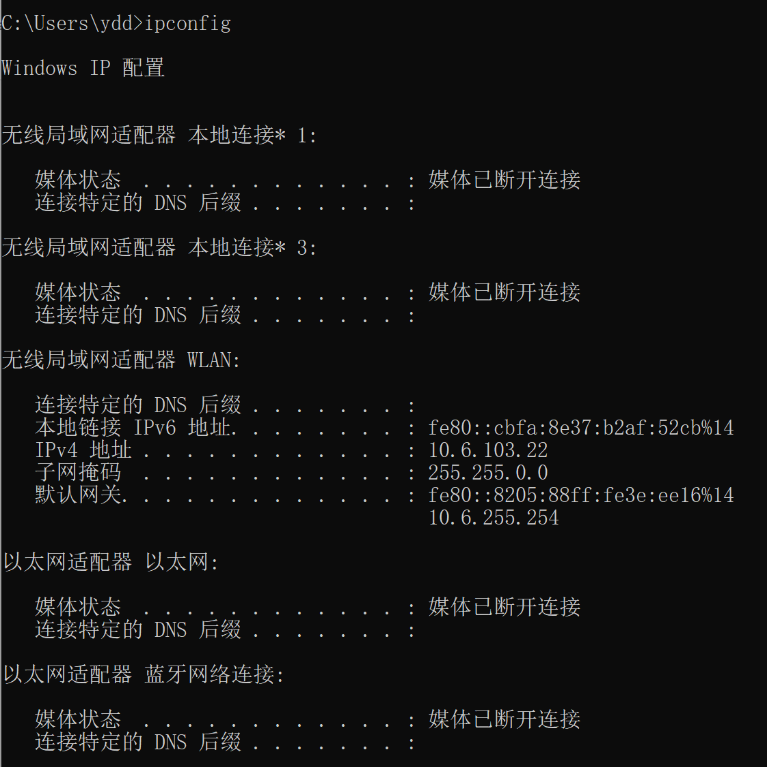 C:\Users\ydd>ipconfig
Windows IP 配置
无线局域网适配器 本地连接* 1:
媒体状态  . . . . . . . . . . . . : 媒体已断开连接
连接特定的 DNS 后缀 . . . . . . . :
无线局域网适配器 本地连接* 3:
媒体状态  . . . . . . . . . . . . : 媒体已断开连接
连接特定的 DNS 后缀 . . . . . . . :
无线局域网适配器 WLAN:
连接特定的 DNS 后缀 . . . . . . . :
本地链接 IPv6 地址. . . . . . . . : fe80::cbfa:8e37:b2af:52cb%14
IPv4 地址 . . . . . . . . . . . . : 10.6.103.22
子网掩码  . . . . . . . . . . . . : 255.255.0.0
默认网关. . . . . . . . . . . . . : fe80::8205:88ff:fe3e:ee16%14
10.6.255.254
以太网适配器 以太网:
媒体状态  . . . . . . . . . . . . : 媒体已断开连接
连接特定的 DNS 后缀 . . . . . . . :
以太网适配器 蓝牙网络连接:
媒体状态  . . . . . . . . . . . . : 媒体已断开连接
连接特定的 DNS 后缀 . . . . . . . :